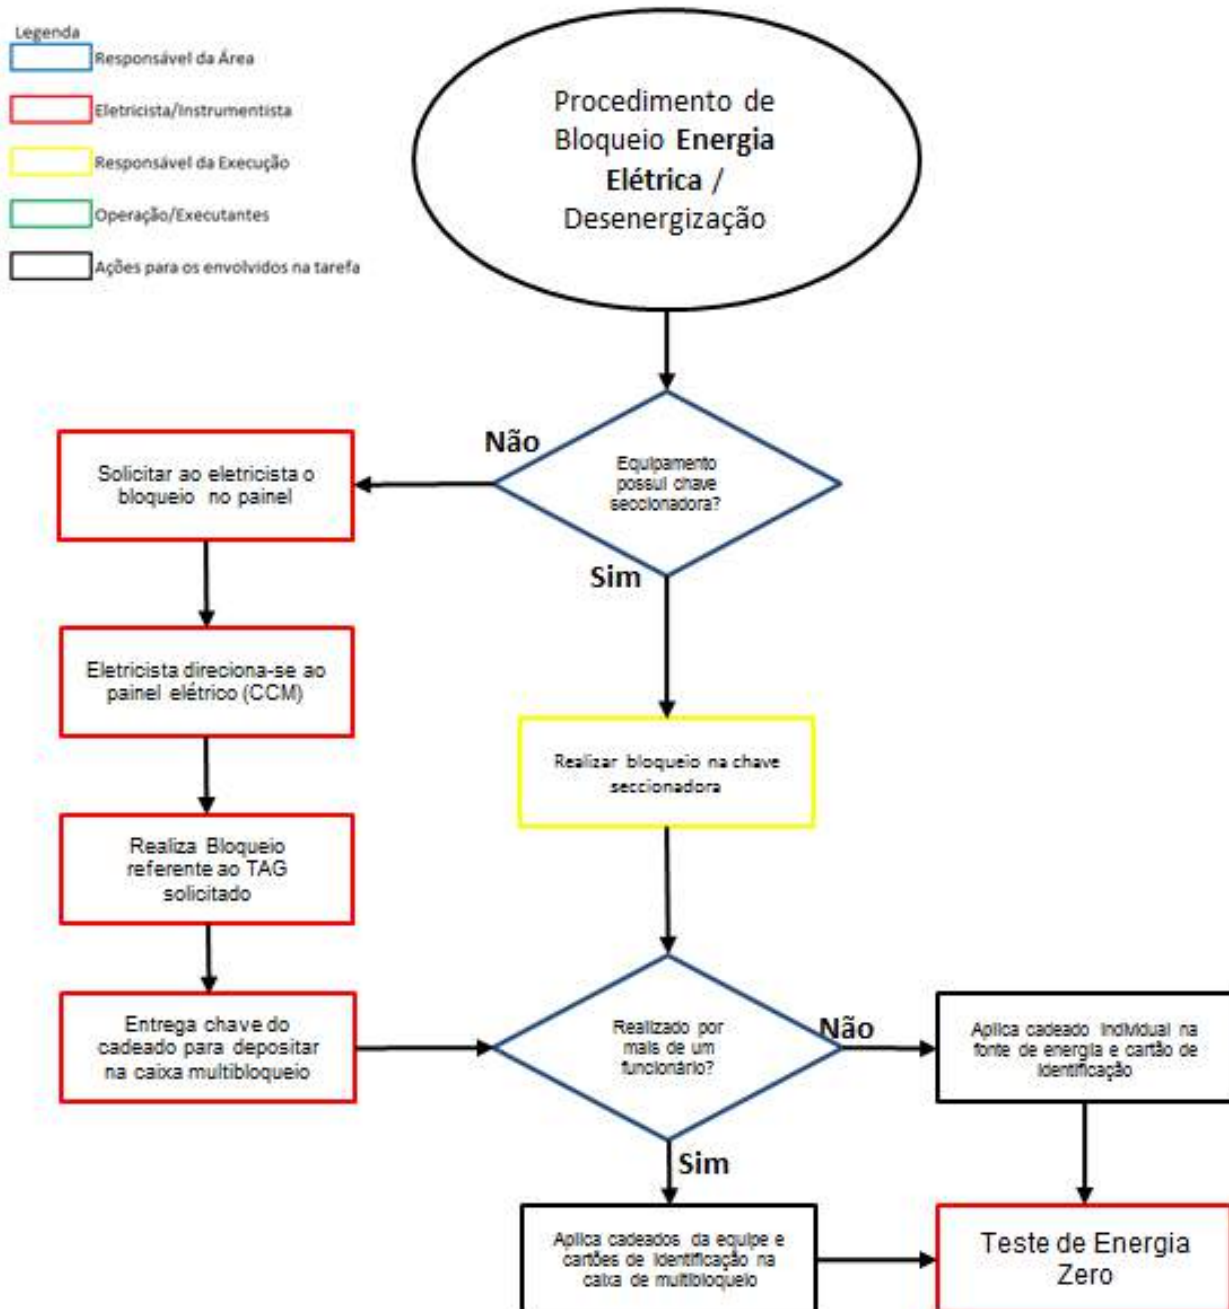 Legenda
Responsável da Área
Eletricista/Instrumentista
Responsável da Execução
Operação/Executantes
Ações para os envolvidos na tarefa
Procedimento de
Bloqueio Energia
Elétrica /
Desenergização
Não
Equipamento
possui chave
seccionadora?
Sim
Solicitar ao eletricista o
bloqueio no painel
Eletricista direciona-se ao
painel elétrico (CCM)
Realizar bloqueio na chave
seccionadora
Realiza Bloqueio
referente ao TAG
solicitado
Entrega chave do
cadeado para depositar
na caixa multibloqueio
Realizado por
mais de um
funcionário?
Não
Aplica cadeado individual na
fonte de energia e cartão de
identificação
Sim
Aplica cadeados da equipe e
cartões de identificação na
caixa de multibloqueio
Teste de Energia
Zero